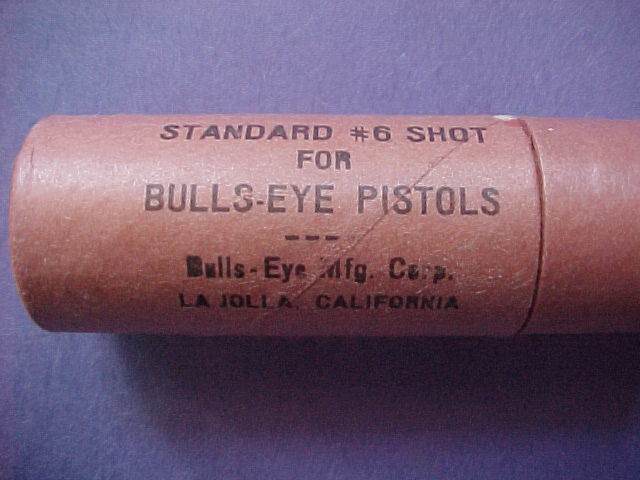 STANDARD #6 SHOT
FOR
BULLS-EYE PISTOLS
---
Bulls-Eye Mfg. Corp.
LA JOLLA, CALIFORNIA